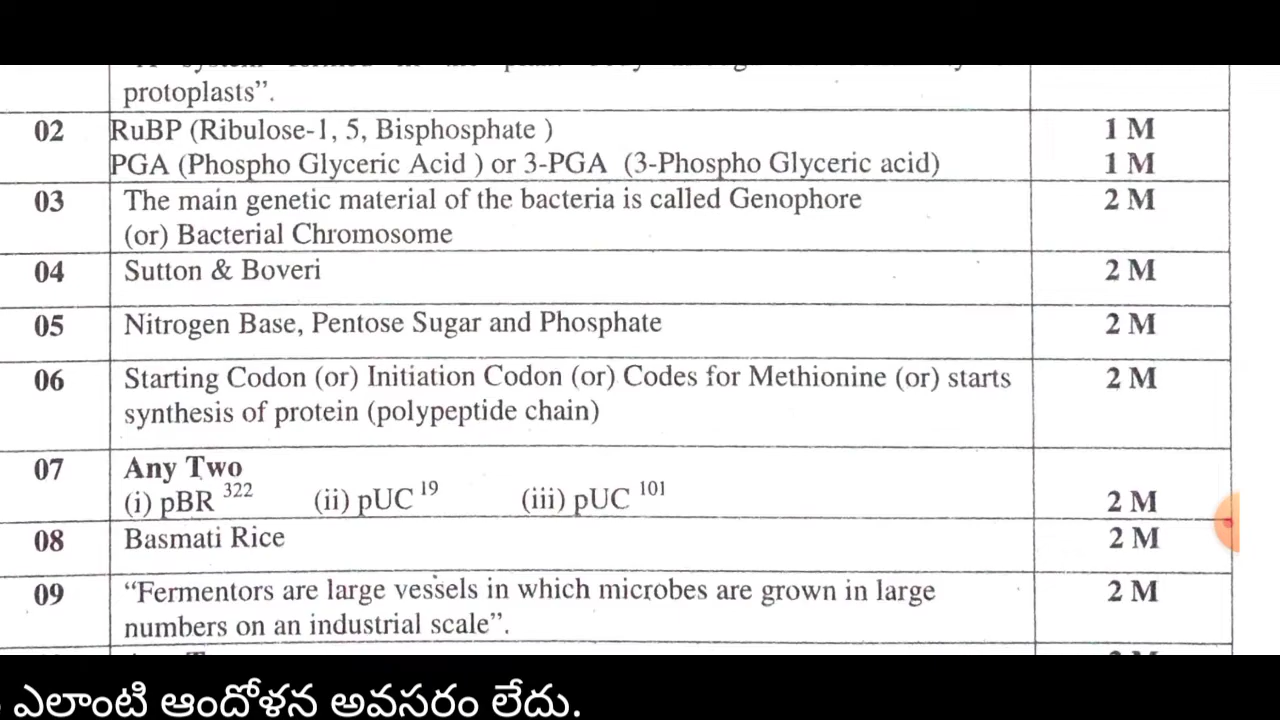 protoplasts”.
02 RuBP (Ribulose-1, 5, Bisphosphate ) 1 M
PGA (Phospho Glyceric Acid ) or 3-PGA (3-Phospho Glyceric acid) 1 M
03 The main genetic material of the bacteria is called Genophore 2 M
(or) Bacterial Chromosome
04 Sutton & Boveri 2 M
05 Nitrogen Base, Pentose Sugar and Phosphate 2 M
06 Starting Codon (or) Initiation Codon (or) Codes for Methionine (or) starts 2 M
synthesis of protein (polypeptide chain)
07 Any Two
(i) pBR 322 (ii) pUC 19 (iii) pUC 101 2 M
08 Basmati Rice 2 M
09 “Fermentors are large vessels in which microbes are grown in large 2 M
numbers on an industrial scale”.
ఎలాంటి ఆందోళన అవసరం లేదు.